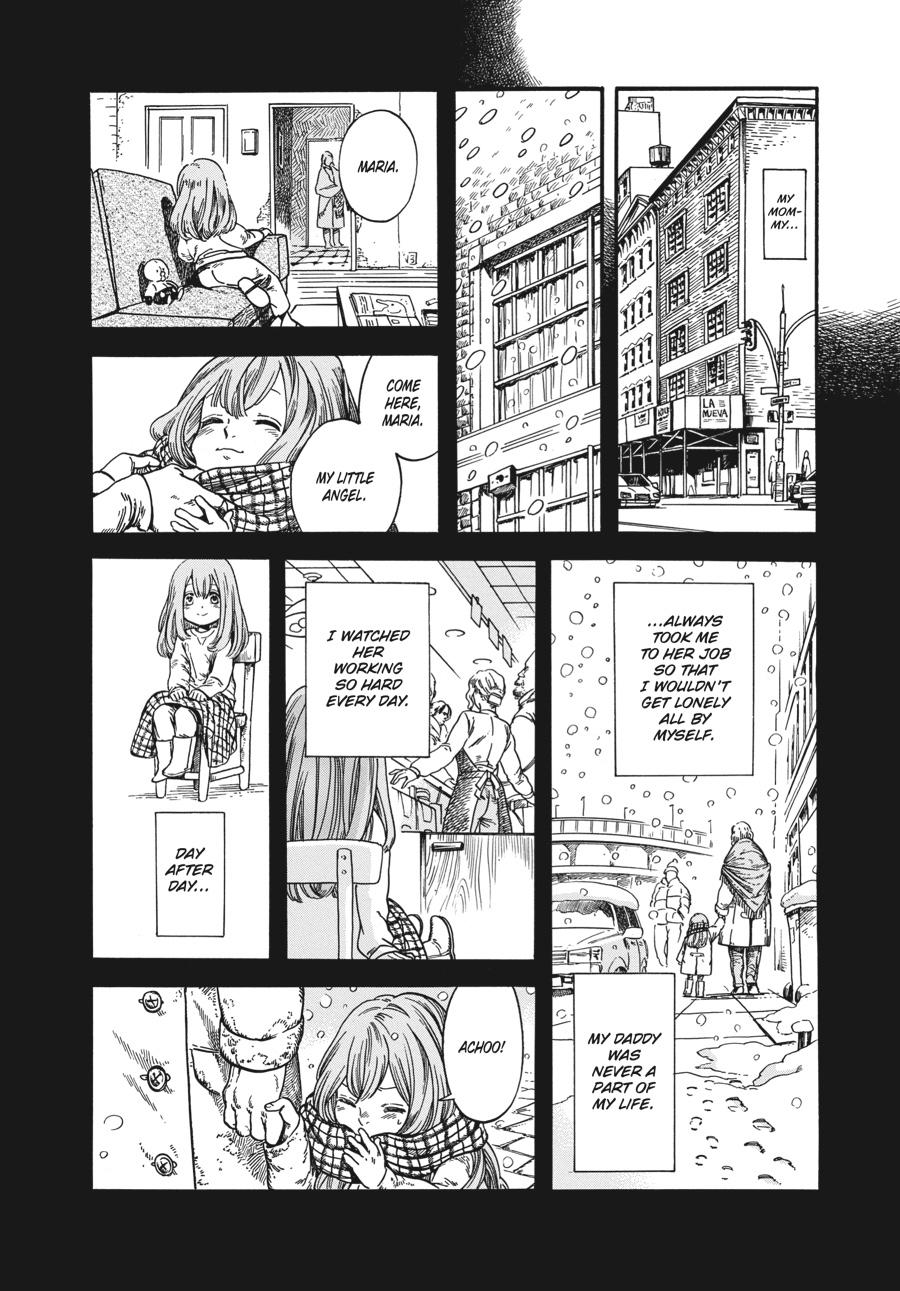 MY
MOM-
MY...
LA
MUEVA
MARIA.
COME
HERE,
MARIA.
MY LITTLE
ANGEL.
...ALWAYS
TOOK ME
TO HER JOB
SO THAT
I WOULDN'T
GET LONELY
ALL BY
MYSELF.
MY DADDY
WAS
NEVER A
PART OF
MY LIFE.
I WATCHED
HER
WORKING
SO HARD
EVERY DAY.
DAY
AFTER
DAY...
ACHOO!